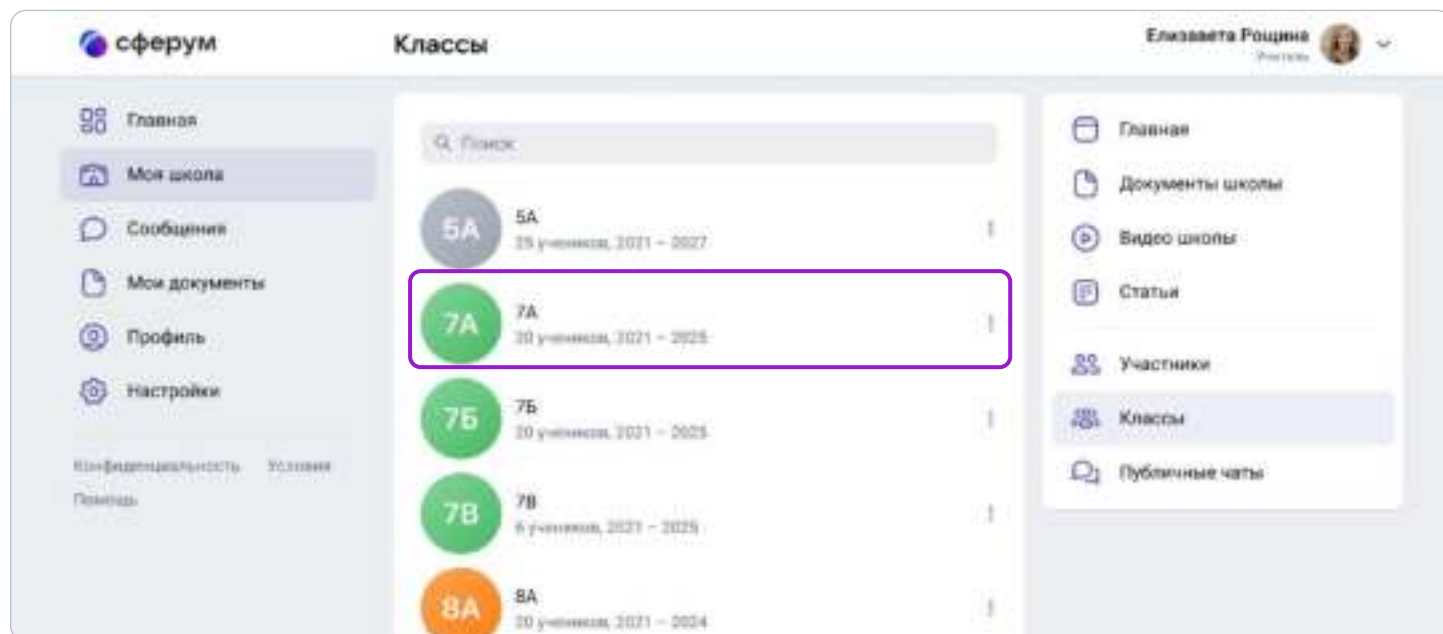 сферум
Классы
Елизавета Рощина
Учитель
Главная
Моя школа
Сообщения
Мои документы
Профиль
Настройки
Конфиденциальность Условия
Помощь
Поиск
5А
5А
25 учеников, 2021 – 2027
7А
7А
20 учеников, 2021 – 2025
7Б
7Б
20 учеников, 2021 – 2025
7В
7В
6 учеников, 2021 – 2025
8А
8А
20 учеников, 2021 – 2024
Главная
Документы школы
Видео школы
Статьи
Участники
Классы
Публичные чаты